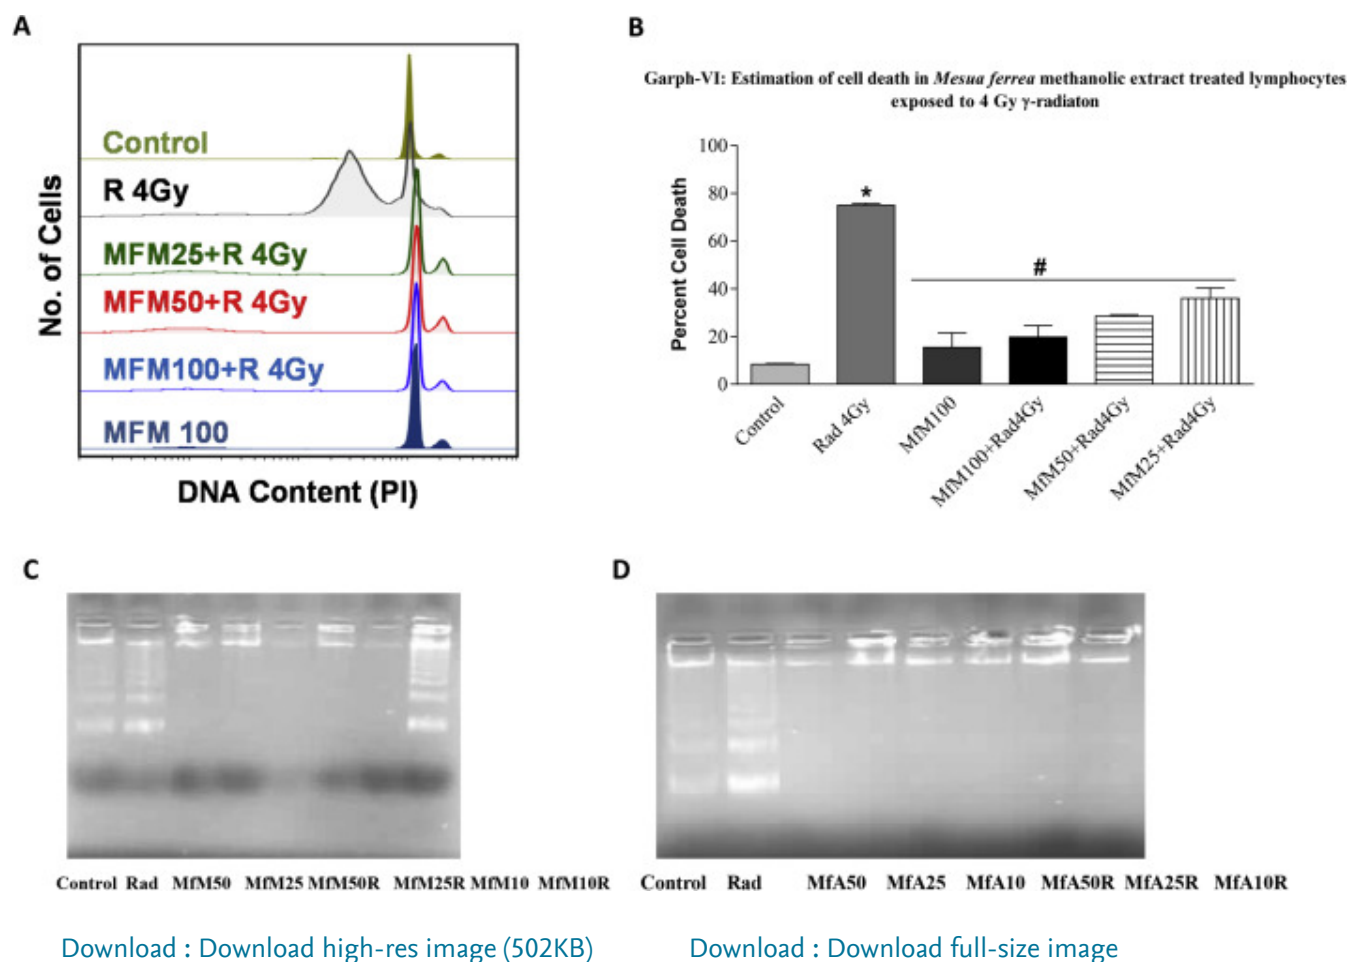 A
Control
R 4Gy
MFM25+R 4Gy
MFM50+R 4Gy
MFM100+R 4Gy
MFM 100
No. of Cells
DNA Content (PI)
B
Garph-VI: Estimation of cell death in Mesua ferrea methanolic extract treated lymphocytes
exposed to 4 Gy γ-radiaton
100
80
60
40
20
0
Percent Cell Death
*
#
Control
Rad 4Gy
MfM100
MfM100+Rad4Gy
MfM50+Rad4Gy
MfM25+Rad4Gy
C
Control Rad MfM50 MfM25 MfM50R MfM25R MfM10 MfM10R
D
Control Rad MfA50 MfA25 MfA10 MfA50R MfA25R MfA10R
Download : Download high-res image (502KB)
Download : Download full-size image